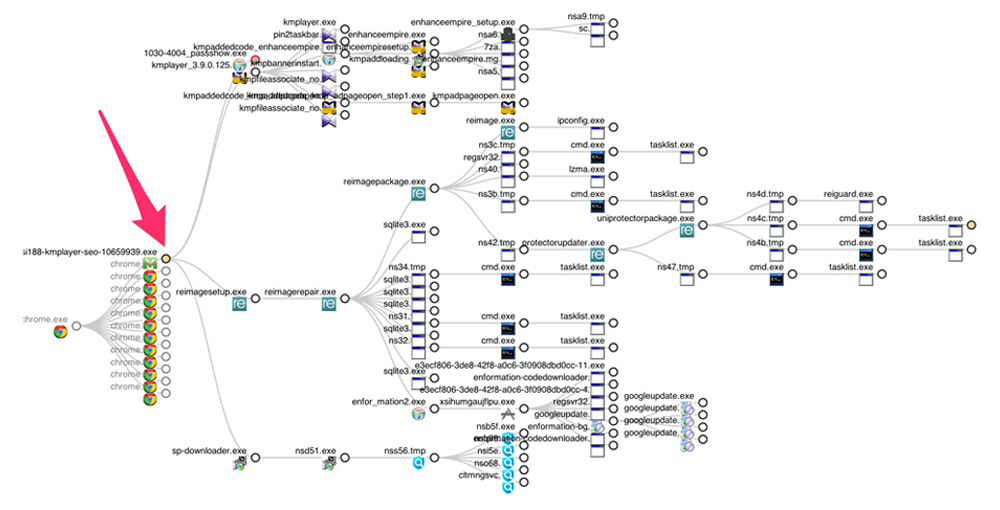 kmplayer.exe
pin2taskbar.
kmpaddedcode_enhanceempire.
1030-4004_passshow.exe
kmplayer_3.9.0.125.
kmpbannerinstart.
kmpfileassociate_no.
kmpfileassociate_no.
enhanceempire.exe
enhanceempiresetup.exe
kmpaddloading.
adpageopen_step1.exe
kmpadpageopen.exe
enhanceempire_setup.exe
nsa6.
7za.
enhanceempire.mg.
nsa5.
nsa9.tmp
sc.
reimage.exe
ipconfig.exe
ns3c.tmp
cmd.exe
tasklist.exe
regsvr32.
ns40.
lzma.exe
reimagepackage.exe
ns3b.tmp
cmd.exe
tasklist.exe
ns4d.tmp
reiguard.exe
uniprotectorpackage.exe
ns4c.tmp
cmd.exe
tasklist.exe
sqlite3.exe
ns42.tmp
protectorupdater.exe
ns4b.tmp
cmd.exe
tasklist.exe
si188-kmplayer-seo-10659939.exe
chrome.
chrome.
chrome.
chrome.
chrome.
chrome.
chrome.
chrome.
chrome.
chrome.
chrome.
chrome.exe
ns34.tmp
cmd.exe
tasklist.exe
ns47.tmp
cmd.exe
tasklist.exe
sqlite3.
reimagesetup.exe
reimagerepair.exe
sqlite3.
sqlite3.
ns31.
cmd.exe
tasklist.exe
sqlite3.
ns32.
cmd.exe
tasklist.exe
sqlite3.exe
e3ecf806-3de8-42f8-a0c6-3f0908dbd0cc-11.exe
enformation-codedownloader.
e3ecf806-3de8-42f8-a0c6-3f0908dbd0cc-4.
enfor_mation2.exe
xsihumgaujflpu.exe
regsvr32.
googleupdate.
googleupdate.exe
googleupdate.
googleupdate.
googleupdate.
nsb5f.exe
enformation-bg.
enformation-codedownloader.
sp-downloader.exe
nsd51.exe
nss56.tmp
nsi5e.
nso68.
cltmngsvc.